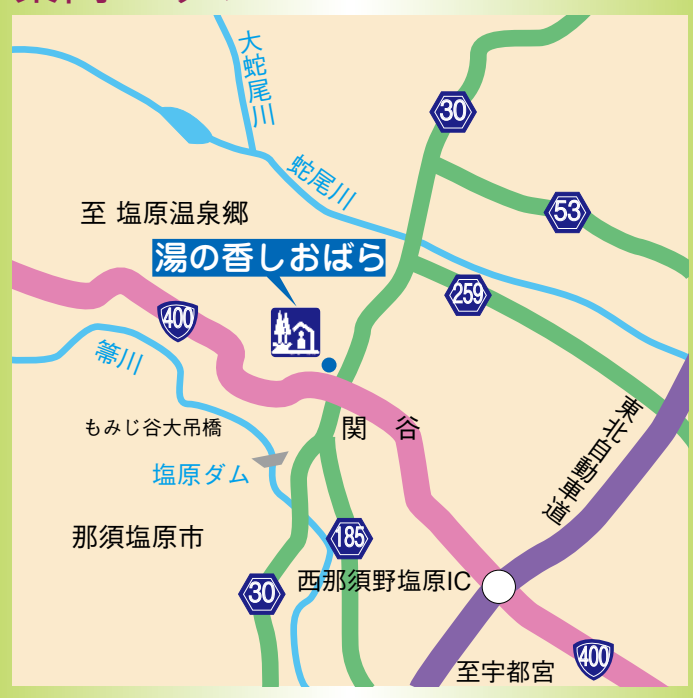 大蛇尾川
30
蛇尾川
53
至 塩原温泉郷
湯の香しおばら
259
400
箒川
もみじ谷大吊橋
関 谷
東北自動車道
塩原ダム
那須塩原市
185
30
西那須野塩原IC
400
至宇都宮